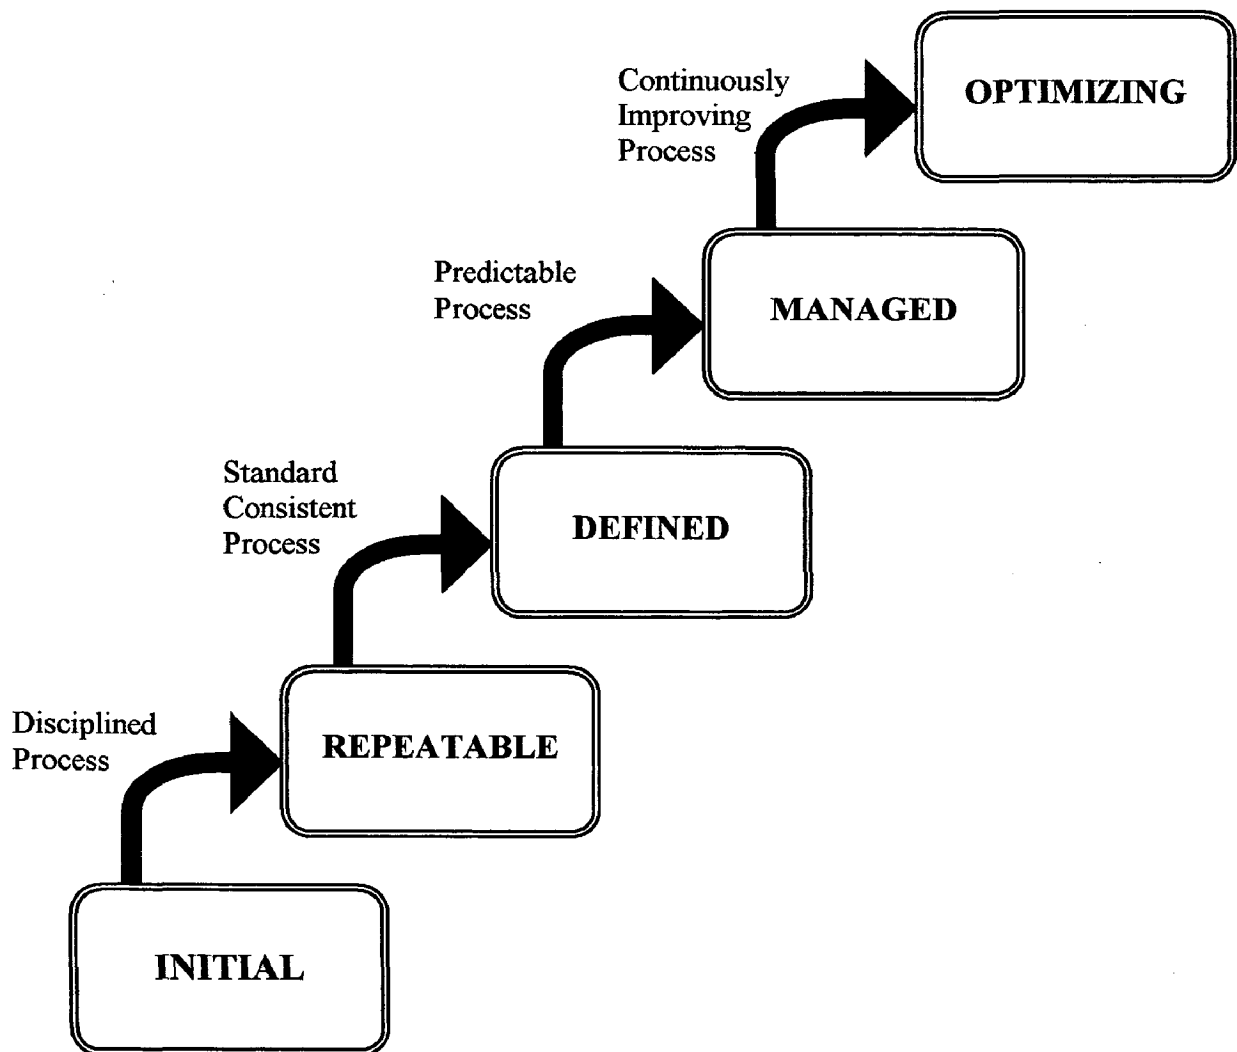 Continuously
Improving
Process
OPTIMIZING
Predictable
Process
MANAGED
Standard
Consistent
Process
DEFINED
Disciplined
Process
REPEATABLE
INITIAL